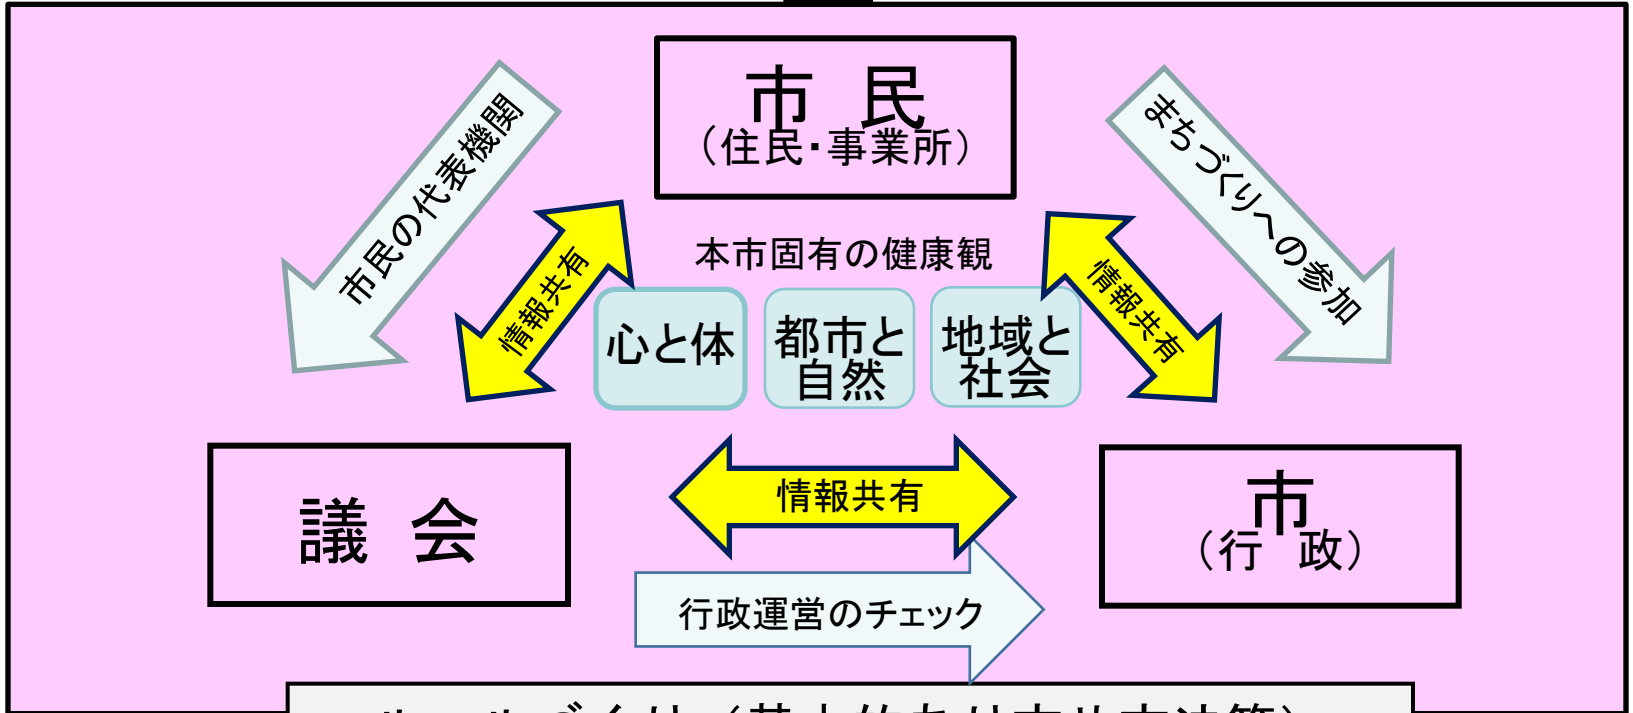 市 民
（住民・事業所）
市民の代表機関
まちづくりへの参加
情報共有
本市固有の健康観
情報共有
心と体
都市と
自然
地域と
社会
議 会
情報共有
市
（行 政）
行政運営のチェック